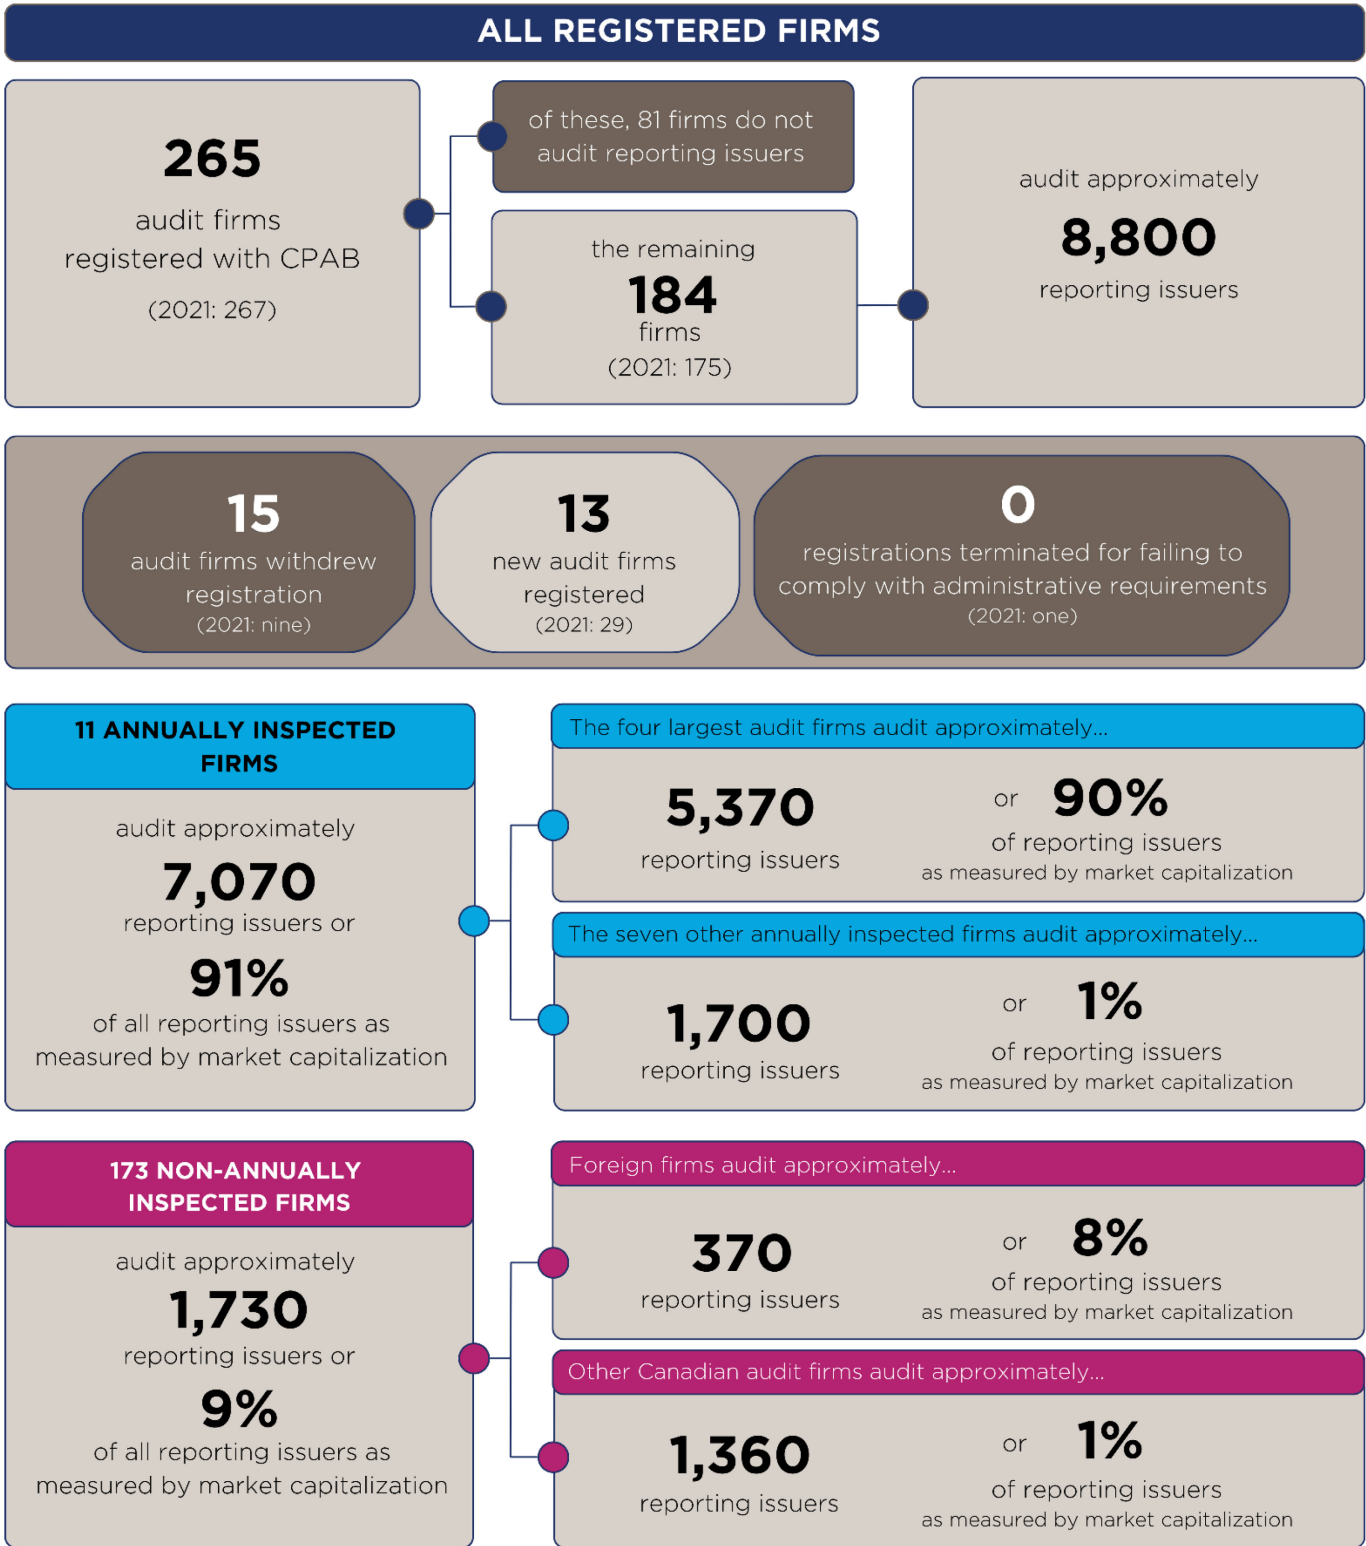 ALL REGISTERED FIRMS
265
audit firms
registered with CPAB
(2021: 267)
of these, 81 firms do not
audit reporting issuers
the remaining
184
firms
(2021: 175)
audit approximately
8,800
reporting issuers
15
audit firms withdrew
registration
(2021: nine)
13
new audit firms
registered
(2021: 29)
0
registrations terminated for failing to
comply with administrative requirements
(2021: one)
11 ANNUALLY INSPECTED
FIRMS
audit approximately
7,070
reporting issuers or
91%
of all reporting issuers as
measured by market capitalization
The four largest audit firms audit approximately...
5,370
reporting issuers
or 90%
of reporting issuers
as measured by market capitalization
The seven other annually inspected firms audit approximately...
1,700
reporting issuers
or 1%
of reporting issuers
as measured by market capitalization
173 NON-ANNUALLY
INSPECTED FIRMS
audit approximately
1,730
reporting issuers or
9%
of all reporting issuers as
measured by market capitalization
Foreign firms audit approximately...
370
reporting issuers
or 8%
of reporting issuers
as measured by market capitalization
Other Canadian audit firms audit approximately...
1,360
reporting issuers
or 1%
of reporting issuers
as measured by market capitalization